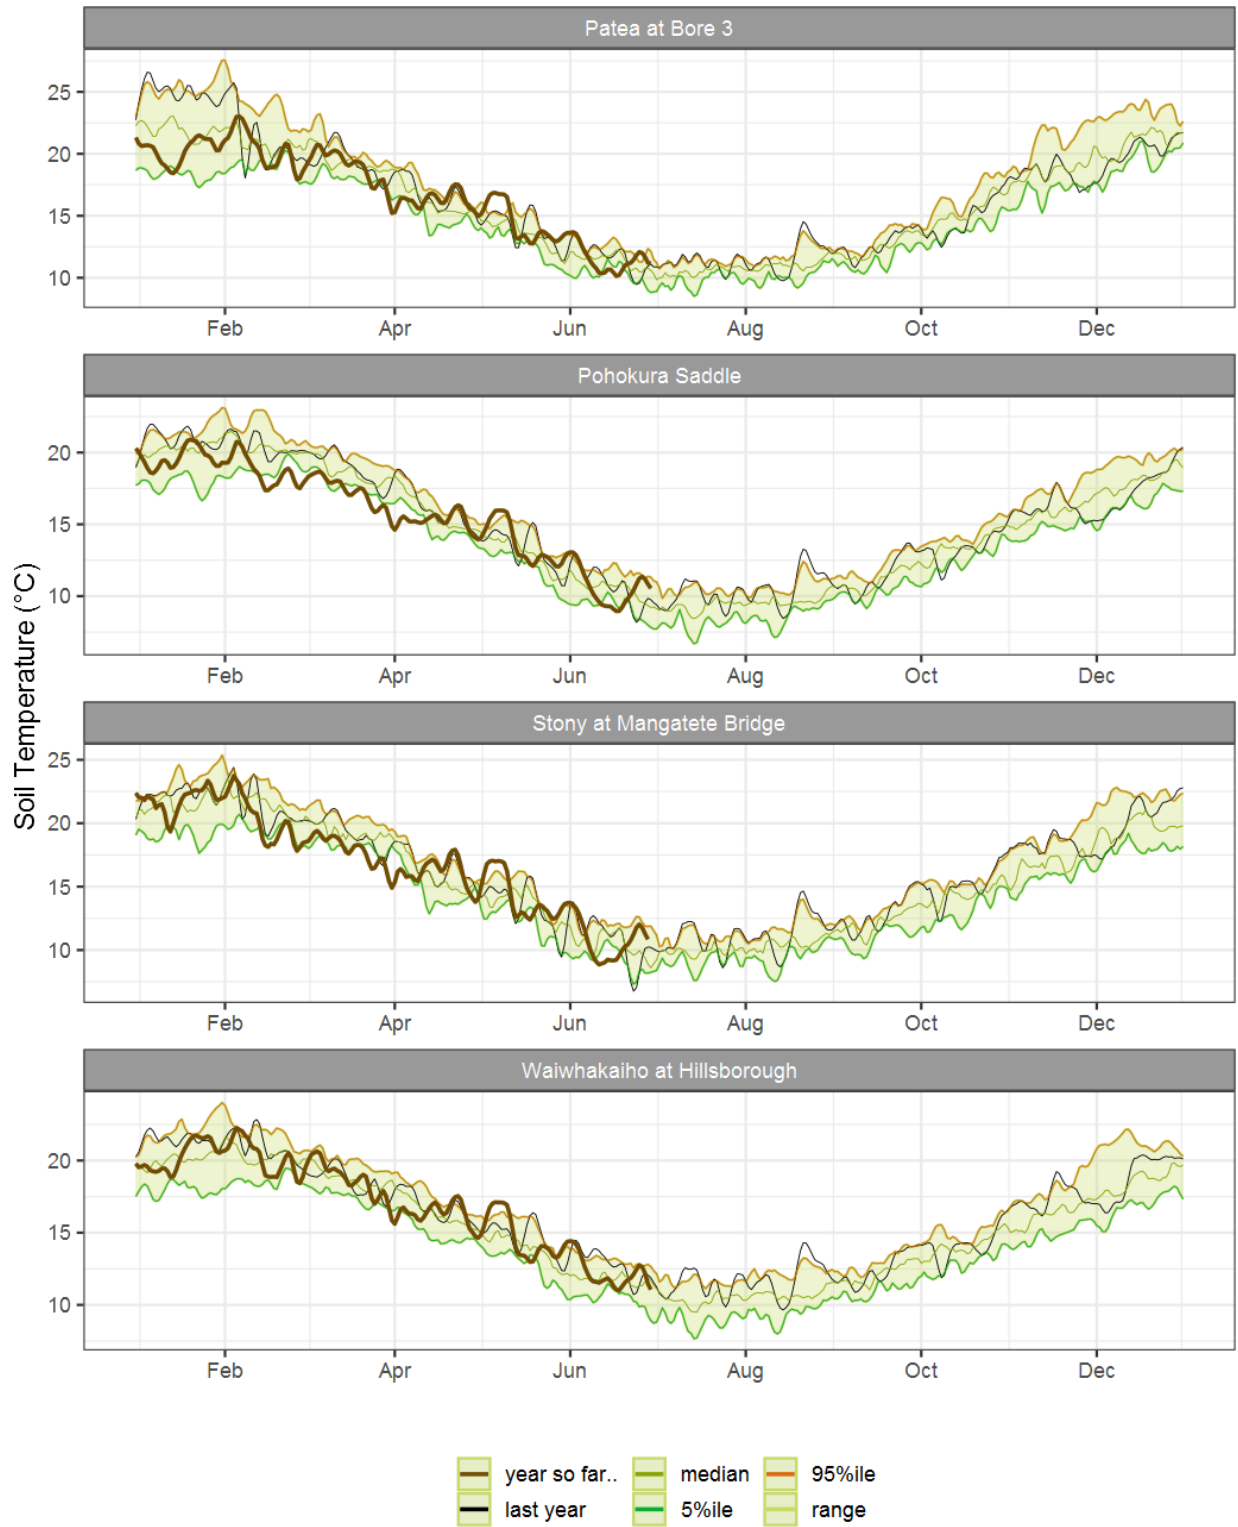 Patea at Bore 3
25
20
15
10
Feb Apr Jun Aug Oct Dec
Pohokura Saddle
20
15
10
Feb Apr Jun Aug Oct Dec
Soil Temperature (°C)
Stony at Mangatete Bridge
25
20
15
10
Feb Apr Jun Aug Oct Dec
Waiwhakaiho at Hillsborough
20
15
10
Feb Apr Jun Aug Oct Dec
year so far.. median 95%ile
last year 5%ile range